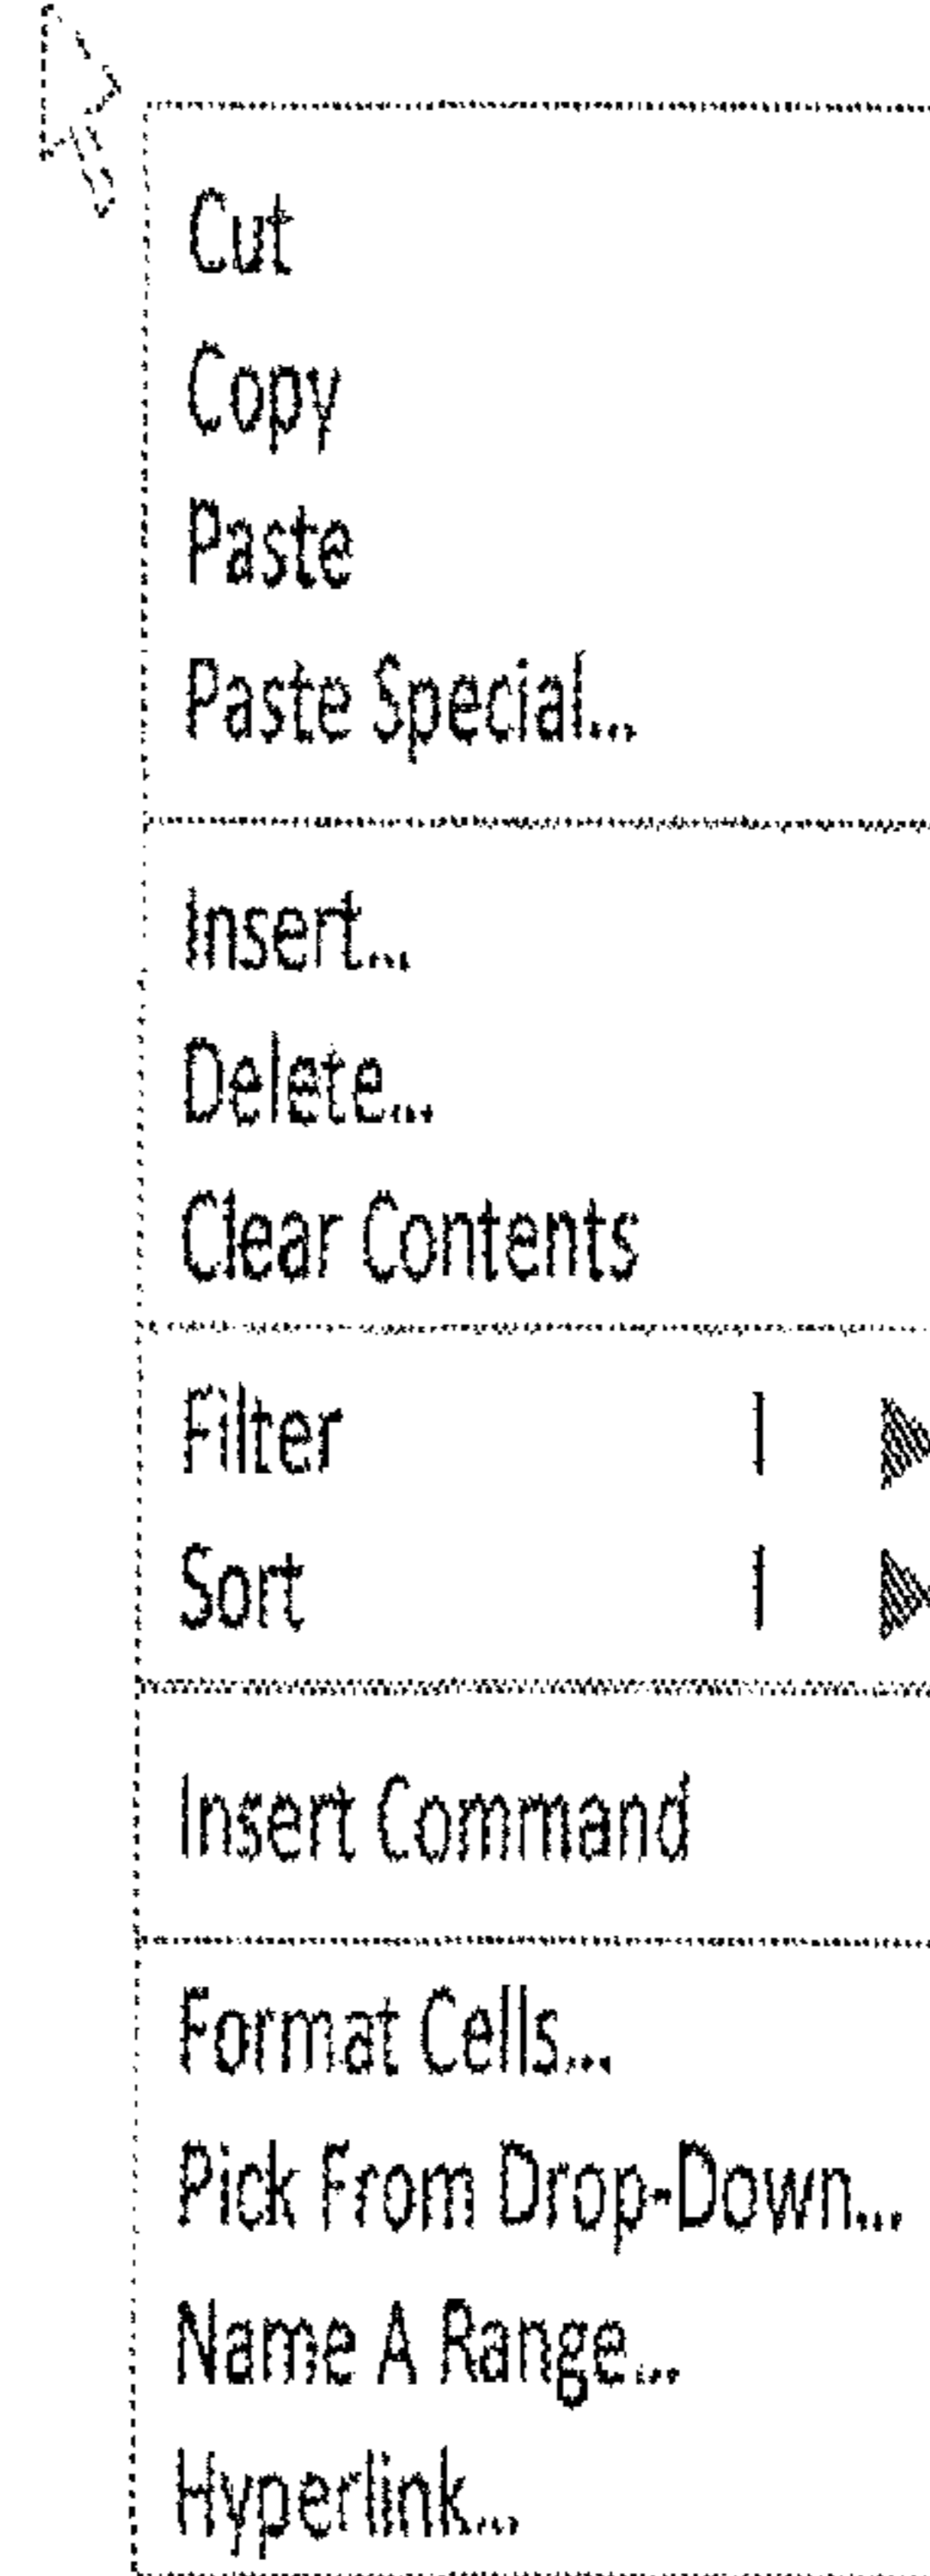 Cut
Copy
Paste
Paste Special...
Insert...
Delete...
Clear Contents
Filter
Sort
Insert Command
Format Cells...
Pick From Drop-Down...
Name A Range...
Hyperlink...